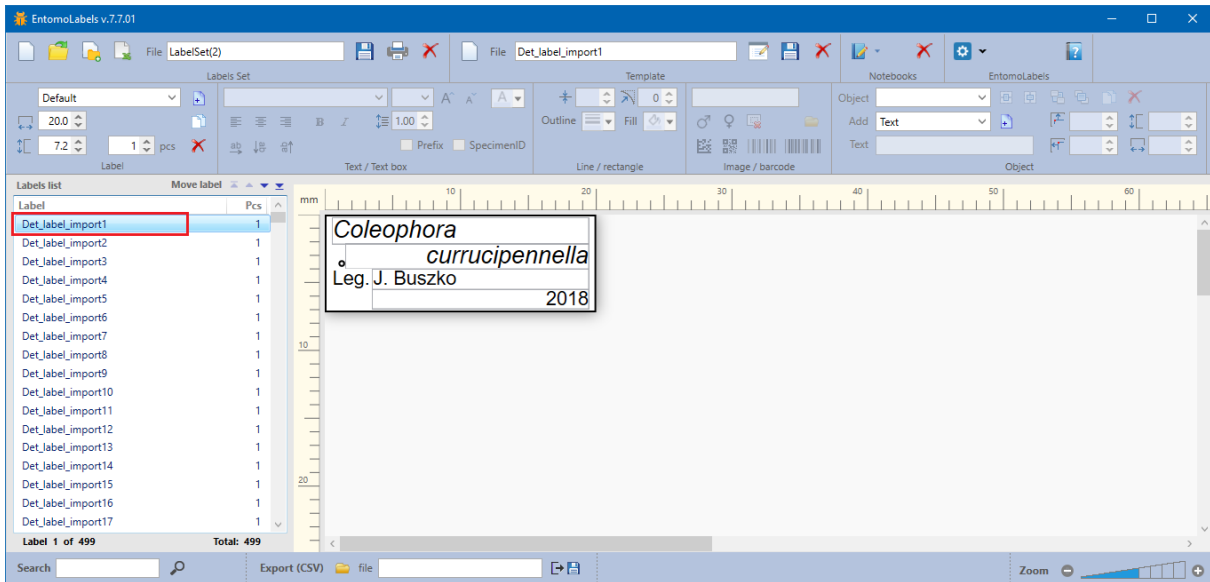 EntomoLabels v.7.7.01
File LabelSet(2) File Det_label_import1
Labels Set Template Notebooks EntomoLabels
Default A A A 0 Object
20.0 B I 1.00 Outline Fill Add Text
7.2 1 pcs ab Prefix SpecimenID Text
Label Text / Text box Line / rectangle Image / barcode Object
Labels list Move label
Label Pcs
mm 10 20 30 40 50 60
Det_label_import1 1
Det_label_import2 1
Det_label_import3 1
Det_label_import4 1
Det_label_import5 1
Det_label_import6 1
Det_label_import7 1
Det_label_import8 1
Det_label_import9 1
Det_label_import10 1
Det_label_import11 1
Det_label_import12 1
Det_label_import13 1
Det_label_import14 1
Det_label_import15 1
Det_label_import16 1
Det_label_import17 1
Label 1 of 499 Total: 499
Coleophora
currucipennella
Leg. J. Buszko
2018
10
20
Search Export (CSV) file Zoom